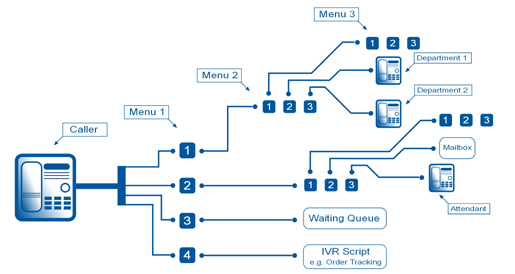 Menu 3
1 2 3
Department 1
Menu 2
1 2 3
Department 2
Menu 1
Caller
1
1 2 3
Mailbox
2
1 2 3
Attendant
3
Waiting Queue
4
IVR Script
e.g. Order Tracking